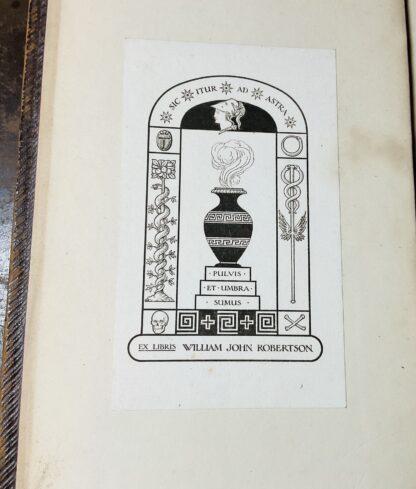 SIC ITUR AD ASTRA
· PULVIS ·
· ET · UMBRA ·
· SUMUS ·
EX LIBRIS WILLIAM JOHN ROBERTSON.